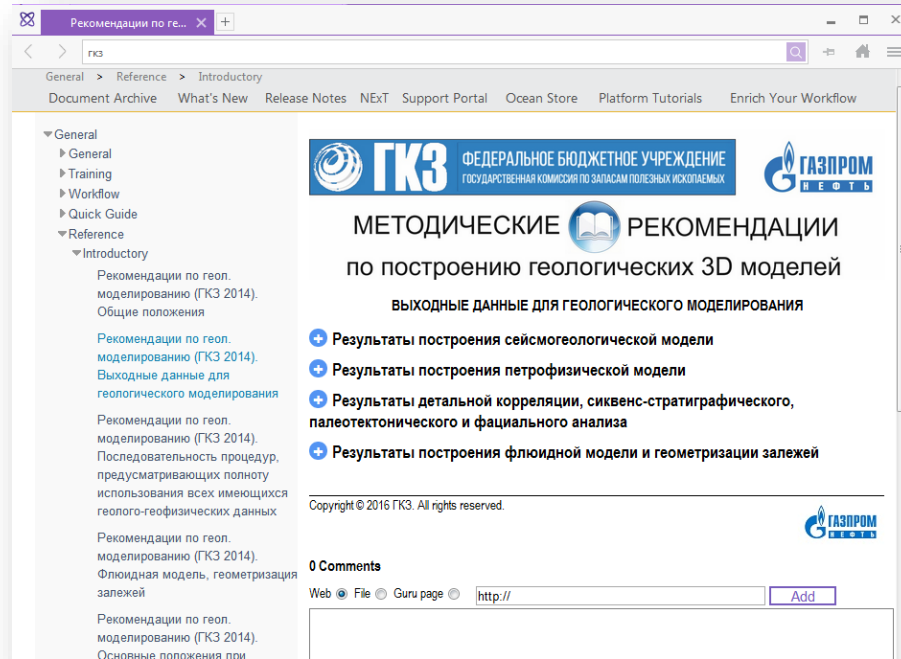 Рекомендации по ге...
гкз
General > Reference > Introductory
Document Archive What's New Release Notes NExT Support Portal Ocean Store Platform Tutorials Enrich Your Workflow
General
General
Training
Workflow
Quick Guide
Reference
Introductory
Рекомендации по геол.
моделированию (ГКЗ 2014).
Общие положения
Рекомендации по геол.
моделированию (ГКЗ 2014).
Выходные данные для
геологического моделирования
Рекомендации по геол.
моделированию (ГКЗ 2014).
Последовательность процедур,
предусматривающих полноту
использования всех имеющихся
геолого-геофизических данных
Рекомендации по геол.
моделированию (ГКЗ 2014).
Флюидная модель, геометризация
залежей
Рекомендации по геол.
моделированию (ГКЗ 2014).
Основные положения при
ГКЗ
ФЕДЕРАЛЬНОЕ БЮДЖЕТНОЕ УЧРЕЖДЕНИЕ
ГОСУДАРСТВЕННАЯ КОМИССИЯ ПО ЗАПАСАМ ПОЛЕЗНЫХ ИСКОПАЕМЫХ
ГАЗПРОМ
НЕФТЬ
МЕТОДИЧЕСКИЕ РЕКОМЕНДАЦИИ
по построению геологических 3D моделей
ВЫХОДНЫЕ ДАННЫЕ ДЛЯ ГЕОЛОГИЧЕСКОГО МОДЕЛИРОВАНИЯ
Результаты построения сейсмогеологической модели
Результаты построения петрофизической модели
Результаты детальной корреляции, сиквенс-стратиграфического,
палеотектонического и фациального анализа
Результаты построения флюидной модели и геометризации залежей
Copyright © 2016 ГКЗ. All rights reserved.
ГАЗПРОМ
НЕФТЬ
0 Comments
Web File Guru page http:// Add